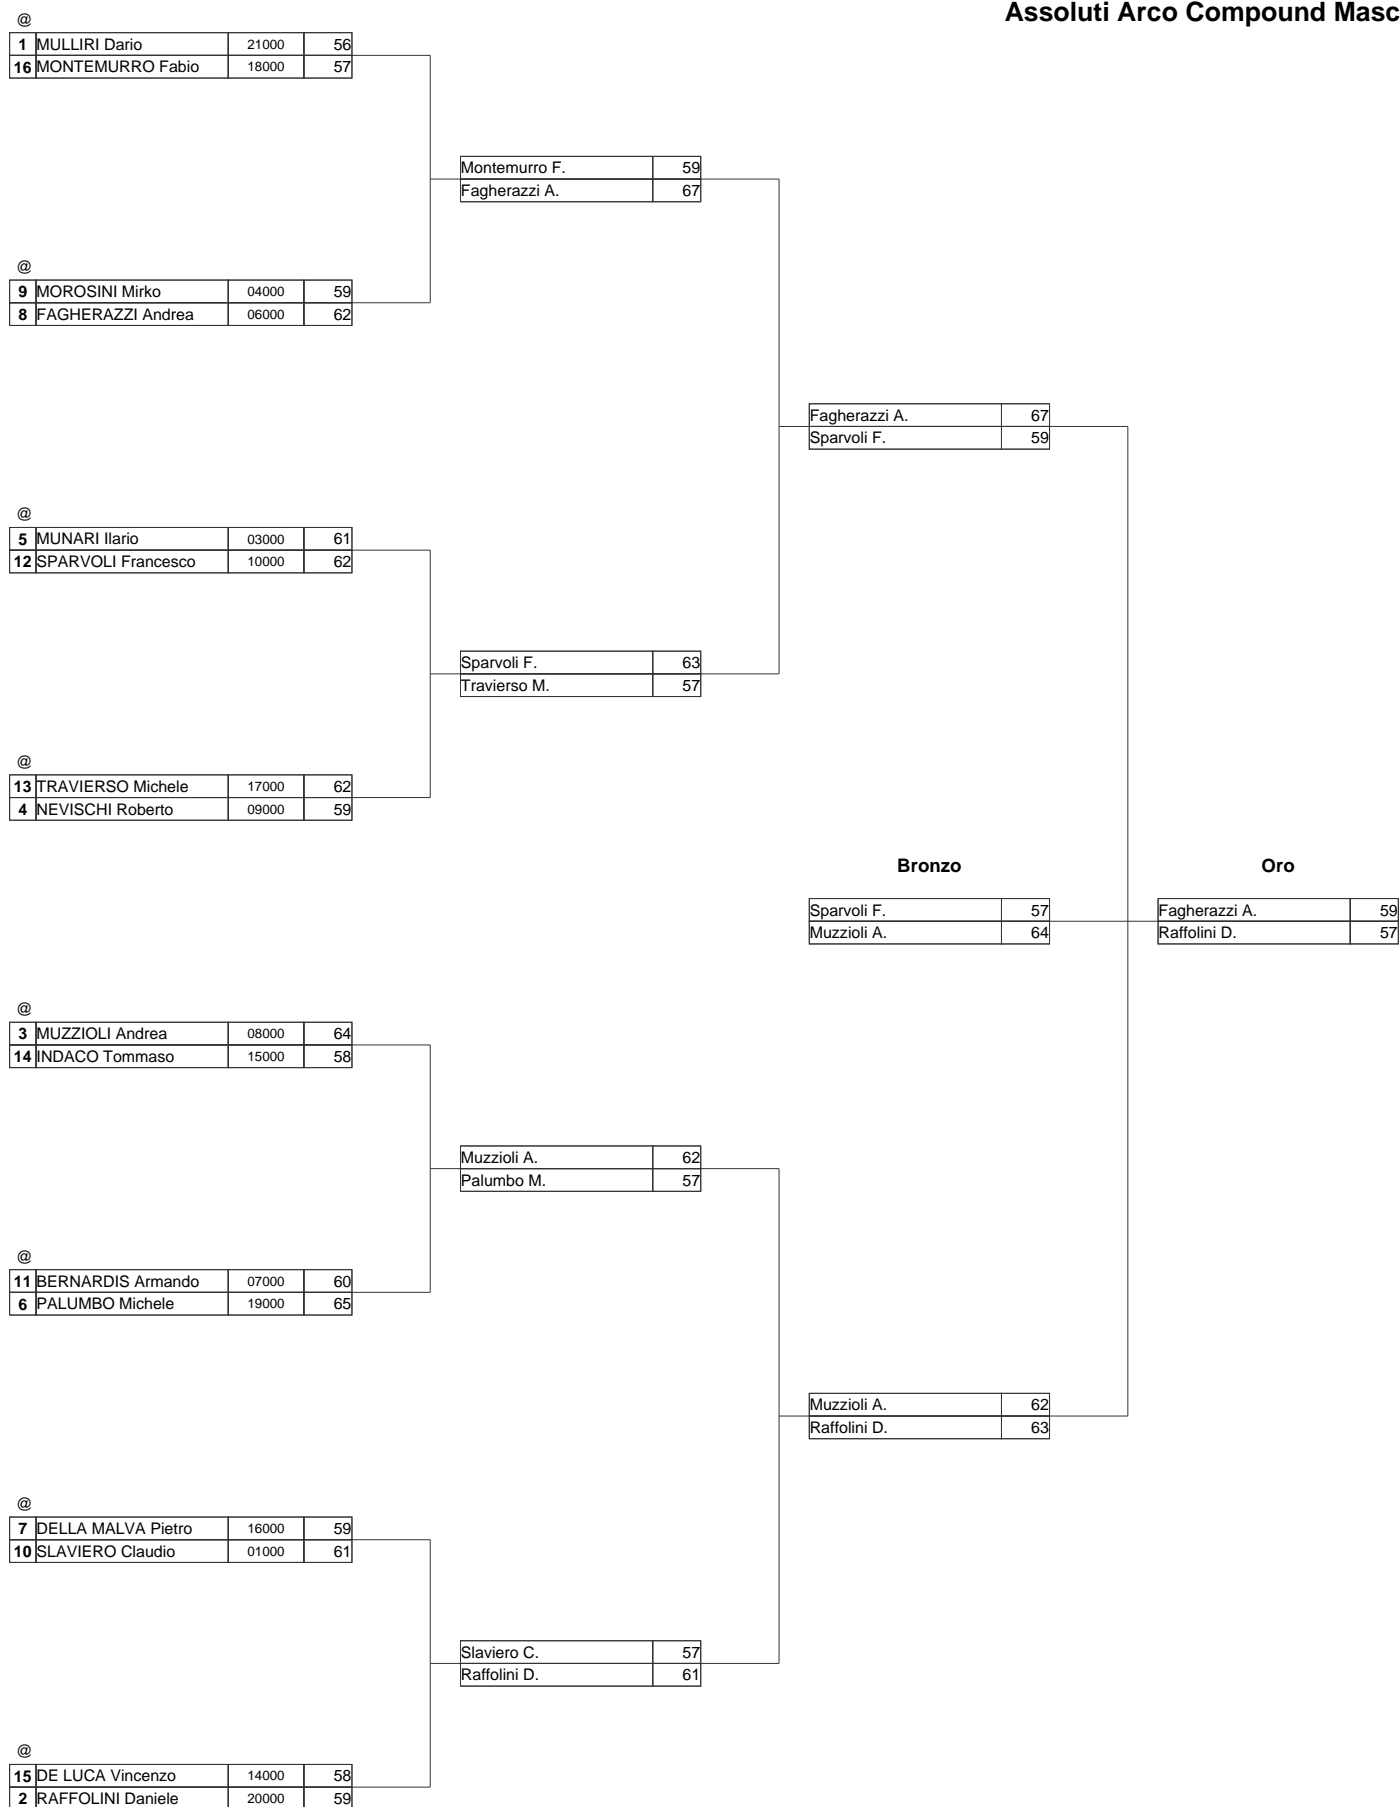 Assoluti Arco Compound Masc
@
1 MULLIRI Dario 21000 56
16 MONTEMURRO Fabio 18000 57
Montemurro F. 59
Fagherazzi A. 67
@
9 MOROSINI Mirko 04000 59
8 FAGHERAZZI Andrea 06000 62
Fagherazzi A. 67
Sparvoli F. 59
@
5 MUNARI Ilario 03000 61
12 SPARVOLI Francesco 10000 62
Sparvoli F. 63
Travierso M. 57
@
13 TRAVIERSO Michele 17000 62
4 NEVISCHI Roberto 09000 59
Bronzo Oro
Sparvoli F. 57 Fagherazzi A. 59
Muzzioli A. 64 Raffolini D. 57
@
3 MUZZIOLI Andrea 08000 64
14 INDACO Tommaso 15000 58
Muzzioli A. 62
Palumbo M. 57
@
11 BERNARDIS Armando 07000 60
6 PALUMBO Michele 19000 65
Muzzioli A. 62
Raffolini D. 63
@
7 DELLA MALVA Pietro 16000 59
10 SLAVIERO Claudio 01000 61
Slaviero C. 57
Raffolini D. 61
@
15 DE LUCA Vincenzo 14000 58
2 RAFFOLINI Daniele 20000 59